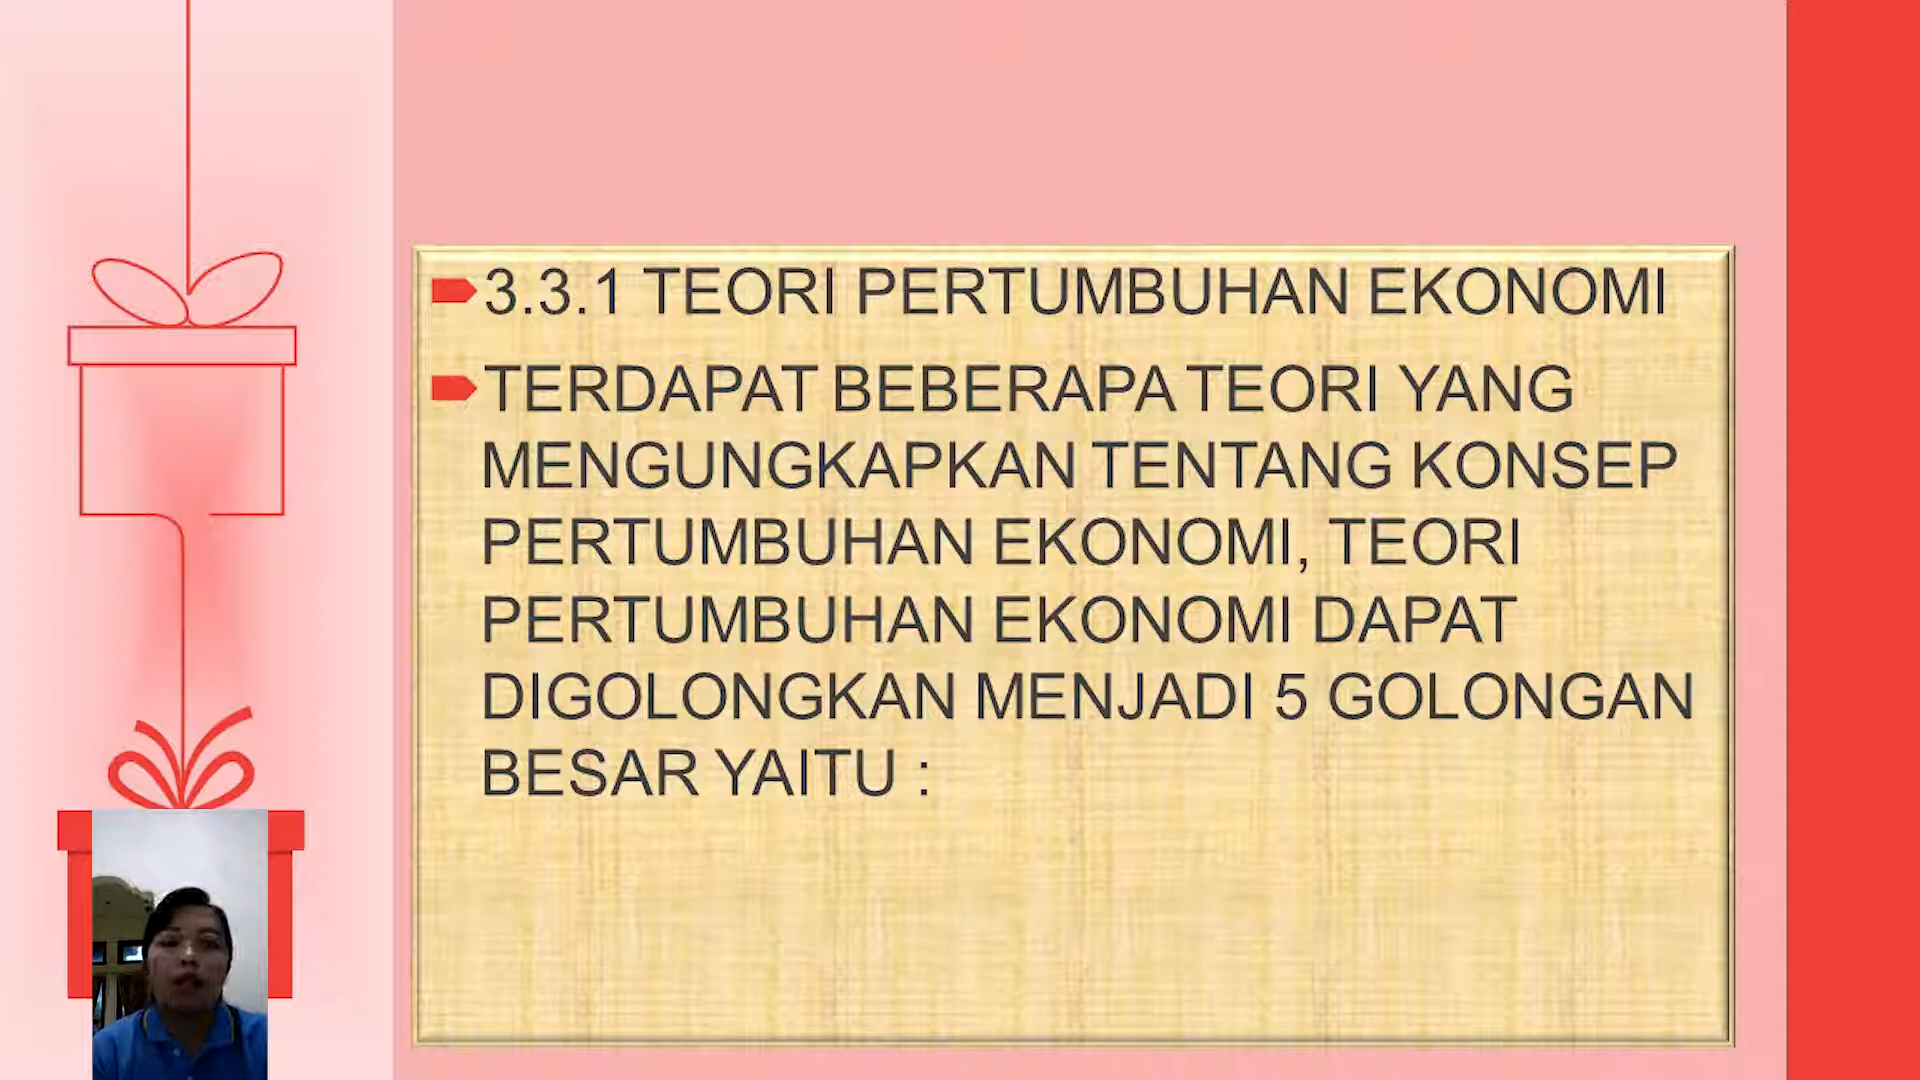 3.3.1 TEORI PERTUMBUHAN EKONOMI
TERDAPAT BEBERAPA TEORI YANG
MENGUNGKAPKAN TENTANG KONSEP
PERTUMBUHAN EKONOMI, TEORI
PERTUMBUHAN EKONOMI DAPAT
DIGOLONGKAN MENJADI 5 GOLONGAN
BESAR YAITU :